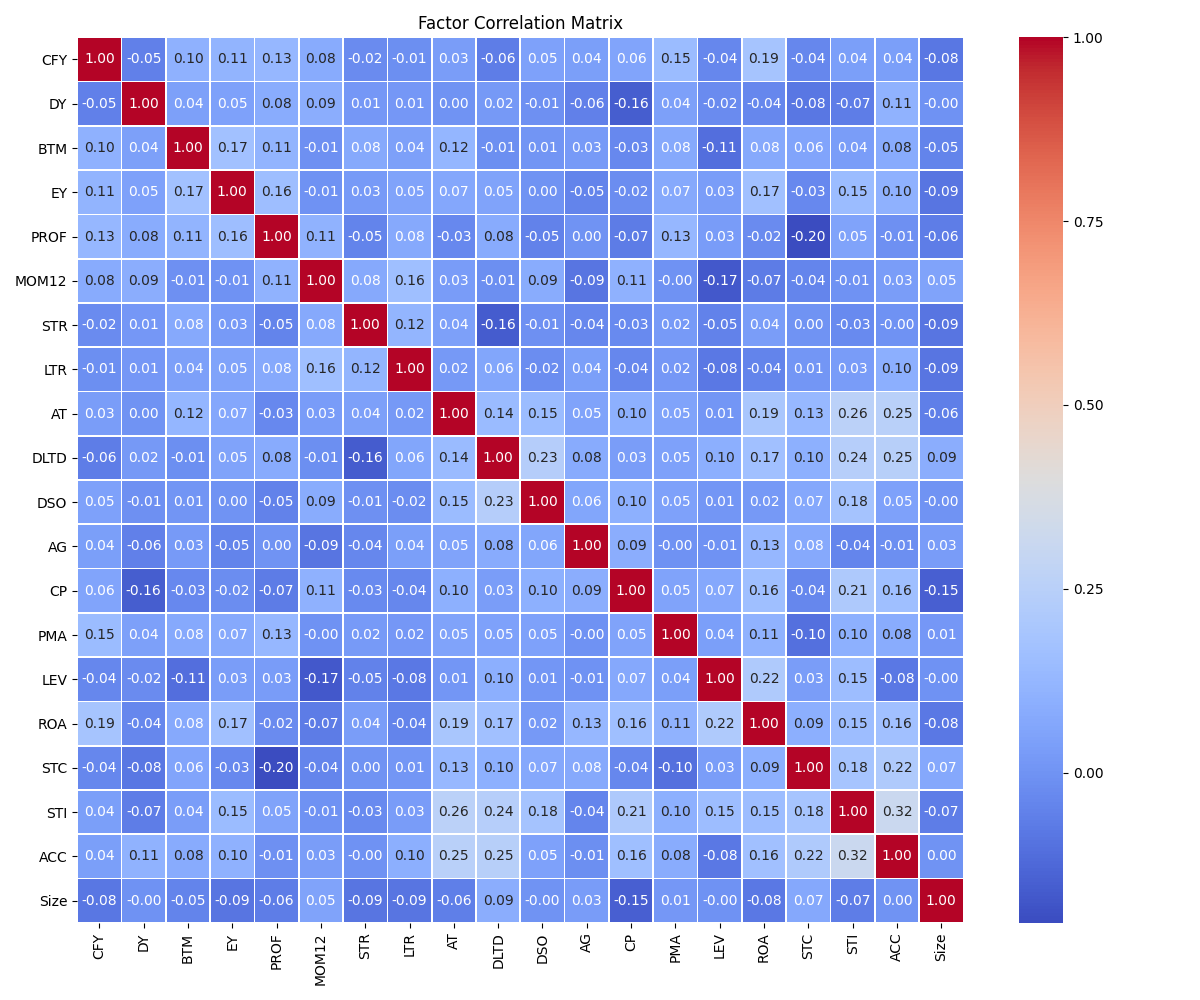 Factor Correlation Matrix
CFY 1.00 -0.05 0.10 0.11 0.13 0.08 -0.02 -0.01 0.03 -0.06 0.05 0.04 0.06 0.15 -0.04 0.19 -0.04 0.04 0.04 -0.08
DY -0.05 1.00 0.04 0.05 0.08 0.09 0.01 0.01 0.00 0.02 -0.01 -0.06 -0.16 0.04 -0.02 -0.04 -0.08 -0.07 0.11 -0.00
BTM 0.10 0.04 1.00 0.17 0.11 -0.01 0.08 0.04 0.12 -0.01 0.01 0.03 -0.03 0.08 -0.11 0.08 0.06 0.04 0.08 -0.05
EY 0.11 0.05 0.17 1.00 0.16 -0.01 0.03 0.05 0.07 0.05 0.00 -0.05 -0.02 0.07 0.03 0.17 -0.03 0.15 0.10 -0.09
PROF 0.13 0.08 0.11 0.16 1.00 0.11 -0.05 0.08 -0.03 0.08 -0.05 0.00 -0.07 0.13 0.03 -0.02 -0.20 0.05 -0.01 -0.06
MOM12 0.08 0.09 -0.01 -0.01 0.11 1.00 0.08 0.16 0.03 -0.01 0.09 -0.09 0.11 -0.00 -0.17 -0.07 -0.04 -0.01 0.03 0.05
STR -0.02 0.01 0.08 0.03 -0.05 0.08 1.00 0.12 0.04 -0.16 -0.01 -0.04 -0.03 0.02 -0.05 0.04 0.00 -0.03 -0.00 -0.09
LTR -0.01 0.01 0.04 0.05 0.08 0.16 0.12 1.00 0.02 0.06 -0.02 0.04 -0.04 0.02 -0.08 -0.04 0.01 0.03 0.10 -0.09
AT 0.03 0.00 0.12 0.07 -0.03 0.03 0.04 0.02 1.00 0.14 0.15 0.05 0.10 0.05 0.01 0.19 0.13 0.26 0.25 -0.06
DLTD -0.06 0.02 -0.01 0.05 0.08 -0.01 -0.16 0.06 0.14 1.00 0.23 0.08 0.03 0.05 0.10 0.17 0.10 0.24 0.25 0.09
DSO 0.05 -0.01 0.01 0.00 -0.05 0.09 -0.01 -0.02 0.15 0.23 1.00 0.06 0.10 0.05 0.01 0.02 0.07 0.18 0.05 -0.00
AG 0.04 -0.06 0.03 -0.05 0.00 -0.09 -0.04 0.04 0.05 0.08 0.06 1.00 0.09 -0.00 -0.01 0.13 0.08 -0.04 -0.01 0.03
CP 0.06 -0.16 -0.03 -0.02 -0.07 0.11 -0.03 -0.04 0.10 0.03 0.10 0.09 1.00 0.05 0.07 0.16 -0.04 0.21 0.16 -0.15
PMA 0.15 0.04 0.08 0.07 0.13 -0.00 0.02 0.02 0.05 0.05 0.05 -0.00 0.05 1.00 0.04 0.11 -0.10 0.10 0.08 0.01
LEV -0.04 -0.02 -0.11 0.03 0.03 -0.17 -0.05 -0.08 0.01 0.10 0.01 -0.01 0.07 0.04 1.00 0.22 0.03 0.15 -0.08 -0.00
ROA 0.19 -0.04 0.08 0.17 -0.02 -0.07 0.04 -0.04 0.19 0.17 0.02 0.13 0.16 0.11 0.22 1.00 0.09 0.15 0.16 -0.08
STC -0.04 -0.08 0.06 -0.03 -0.20 -0.04 0.00 0.01 0.13 0.10 0.07 0.08 -0.04 -0.10 0.03 0.09 1.00 0.18 0.22 0.07
STI 0.04 -0.07 0.04 0.15 0.05 -0.01 -0.03 0.03 0.26 0.24 0.18 -0.04 0.21 0.10 0.15 0.15 0.18 1.00 0.32 -0.07
ACC 0.04 0.11 0.08 0.10 -0.01 0.03 -0.00 0.10 0.25 0.25 0.05 -0.01 0.16 0.08 -0.08 0.16 0.22 0.32 1.00 0.00
Size -0.08 -0.00 -0.05 -0.09 -0.06 0.05 -0.09 -0.09 -0.06 0.09 -0.00 0.03 -0.15 0.01 -0.00 -0.08 0.07 -0.07 0.00 1.00
CFY DY BTM EY PROF MOM12 STR LTR AT DLTD DSO AG CP PMA LEV ROA STC STI ACC Size
1.00
0.75
0.50
0.25
0.00